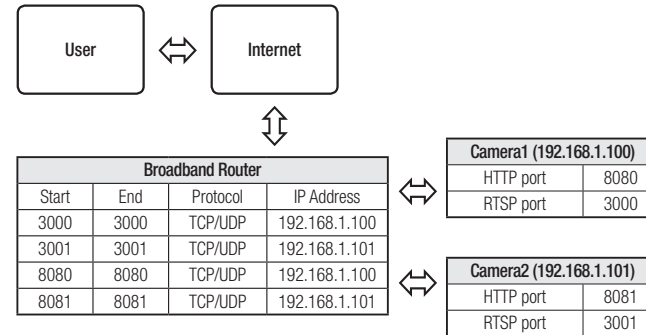 User
Internet
Broadband Router
Start End Protocol IP Address
3000 3000 TCP/UDP 192.168.1.100
3001 3001 TCP/UDP 192.168.1.101
8080 8080 TCP/UDP 192.168.1.100
8081 8081 TCP/UDP 192.168.1.101
Camera1 (192.168.1.100)
HTTP port 8080
RTSP port 3000
Camera2 (192.168.1.101)
HTTP port 8081
RTSP port 3001